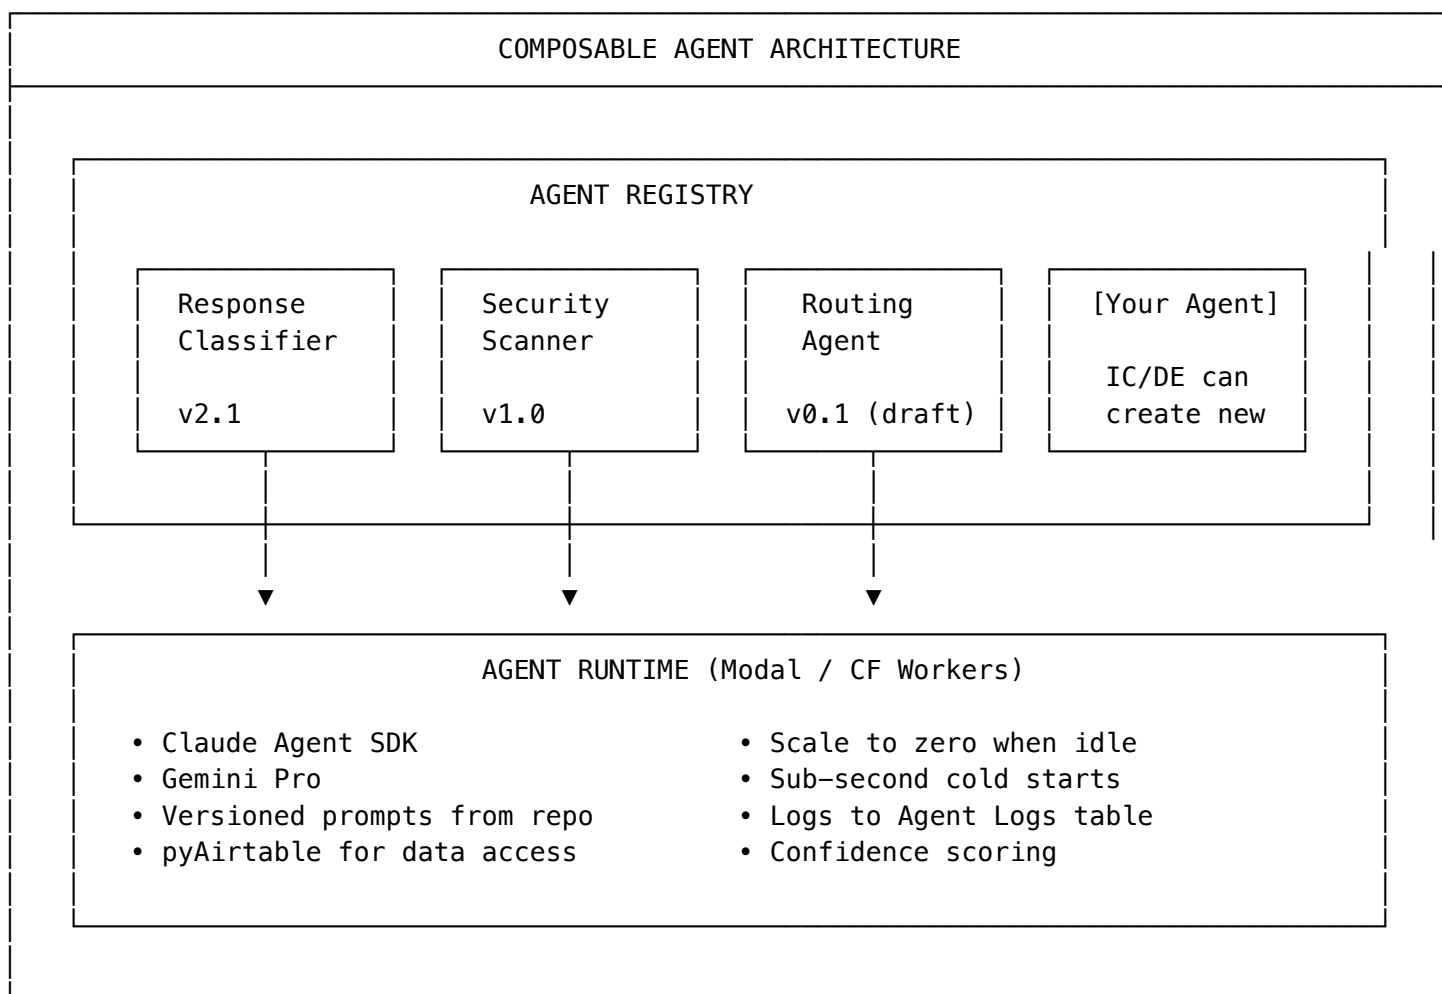 COMPOSABLE AGENT ARCHITECTURE
AGENT REGISTRY
Response
Classifier
v2.1
Security
Scanner
v1.0
Routing
Agent
v0.1 (draft)
[Your Agent]
IC/DE can
create new
AGENT RUNTIME (Modal / CF Workers)
• Claude Agent SDK
• Gemini Pro
• Versioned prompts from repo
• pyAirtable for data access
• Scale to zero when idle
• Sub-second cold starts
• Logs to Agent Logs table
• Confidence scoring